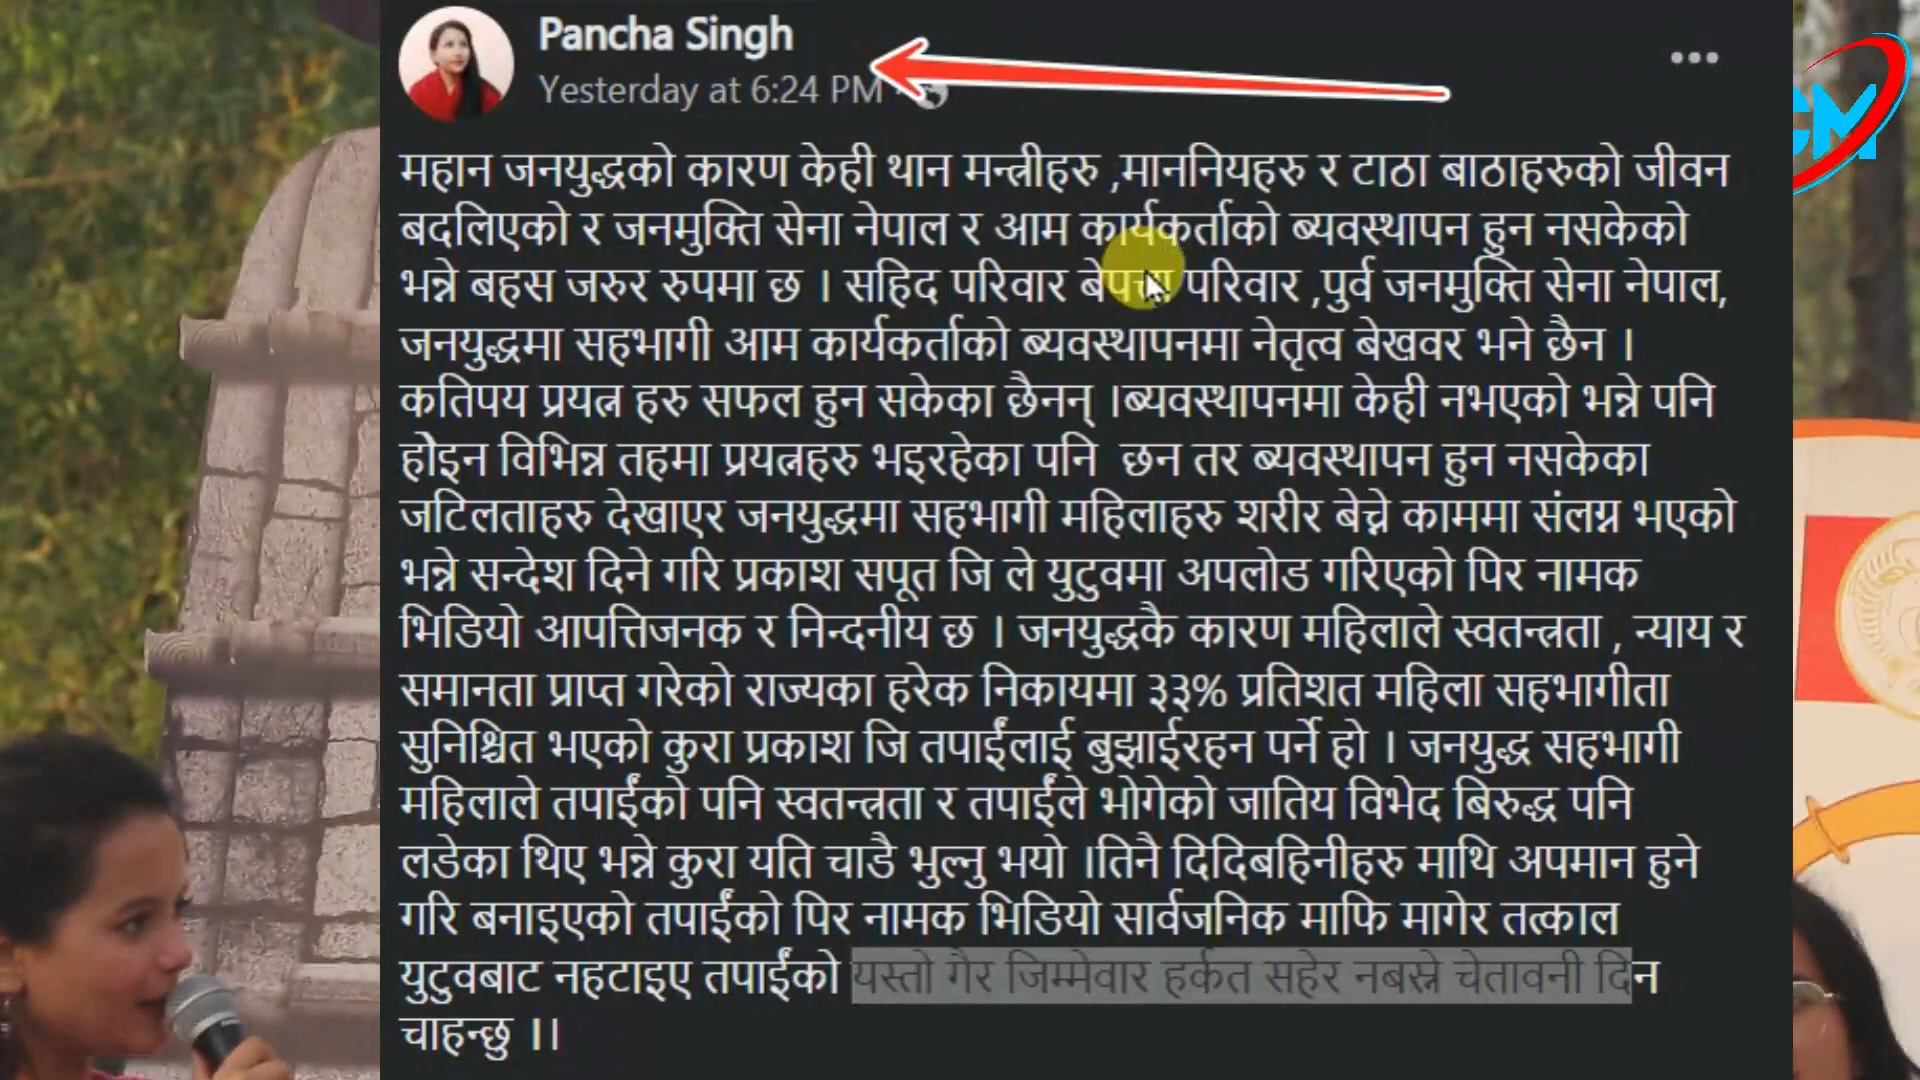 Pancha Singh
Yesterday at 6:24 PM
महान जनयुद्धको कारण केही थान मन्त्रीहरु ,माननियहरु र टाठा बाठाहरुको जीवन
बदलिएको र जनमुक्ति सेना नेपाल र आम कार्यकर्ताको ब्यवस्थापन हुन नसकेको
भन्ने बहस जरुर रुपमा छ । सहिद परिवार बेपत्ता परिवार ,पुर्व जनमुक्ति सेना नेपाल,
जनयुद्धमा सहभागी आम कार्यकर्ताको ब्यवस्थापनमा नेतृत्व बेखवर भने छैन ।
कतिपय प्रयत्न हरु सफल हुन सकेका छैनन् ।ब्यवस्थापनमा केही नभएको भन्ने पनि
होइन विभिन्न तहमा प्रयत्नहरु भइरहेका पनि छन तर ब्यवस्थापन हुन नसकेका
जटिलताहरु देखाएर जनयुद्धमा सहभागी महिलाहरु शरीर बेच्ने काममा संलग्न भएको
भन्ने सन्देश दिने गरि प्रकाश सपूत जि ले युटुवमा अपलोड गरिएको पिर नामक
भिडियो आपत्तिजनक र निन्दनीय छ । जनयुद्धकै कारण महिलाले स्वतन्त्रता , न्याय र
समानता प्राप्त गरेको राज्यका हरेक निकायमा ३३% प्रतिशत महिला सहभागीता
सुनिश्चित भएको कुरा प्रकाश जि तपाईंलाई बुझाईरहन पर्ने हो । जनयुद्ध सहभागी
महिलाले तपाईंको पनि स्वतन्त्रता र तपाईंले भोगेको जातिय विभेद बिरुद्ध पनि
लडेका थिए भन्ने कुरा यति चाडै भुल्नु भयो ।तिनै दिदिबहिनीहरु माथि अपमान हुने
गरि बनाइएको तपाईंको पिर नामक भिडियो सार्वजनिक माफि मागेर तत्काल
युटुवबाट नहटाइए तपाईंको यस्तो गैर जिम्मेवार हर्कत सहेर नबस्ने चेतावनी दिन
चाहन्छु ।।